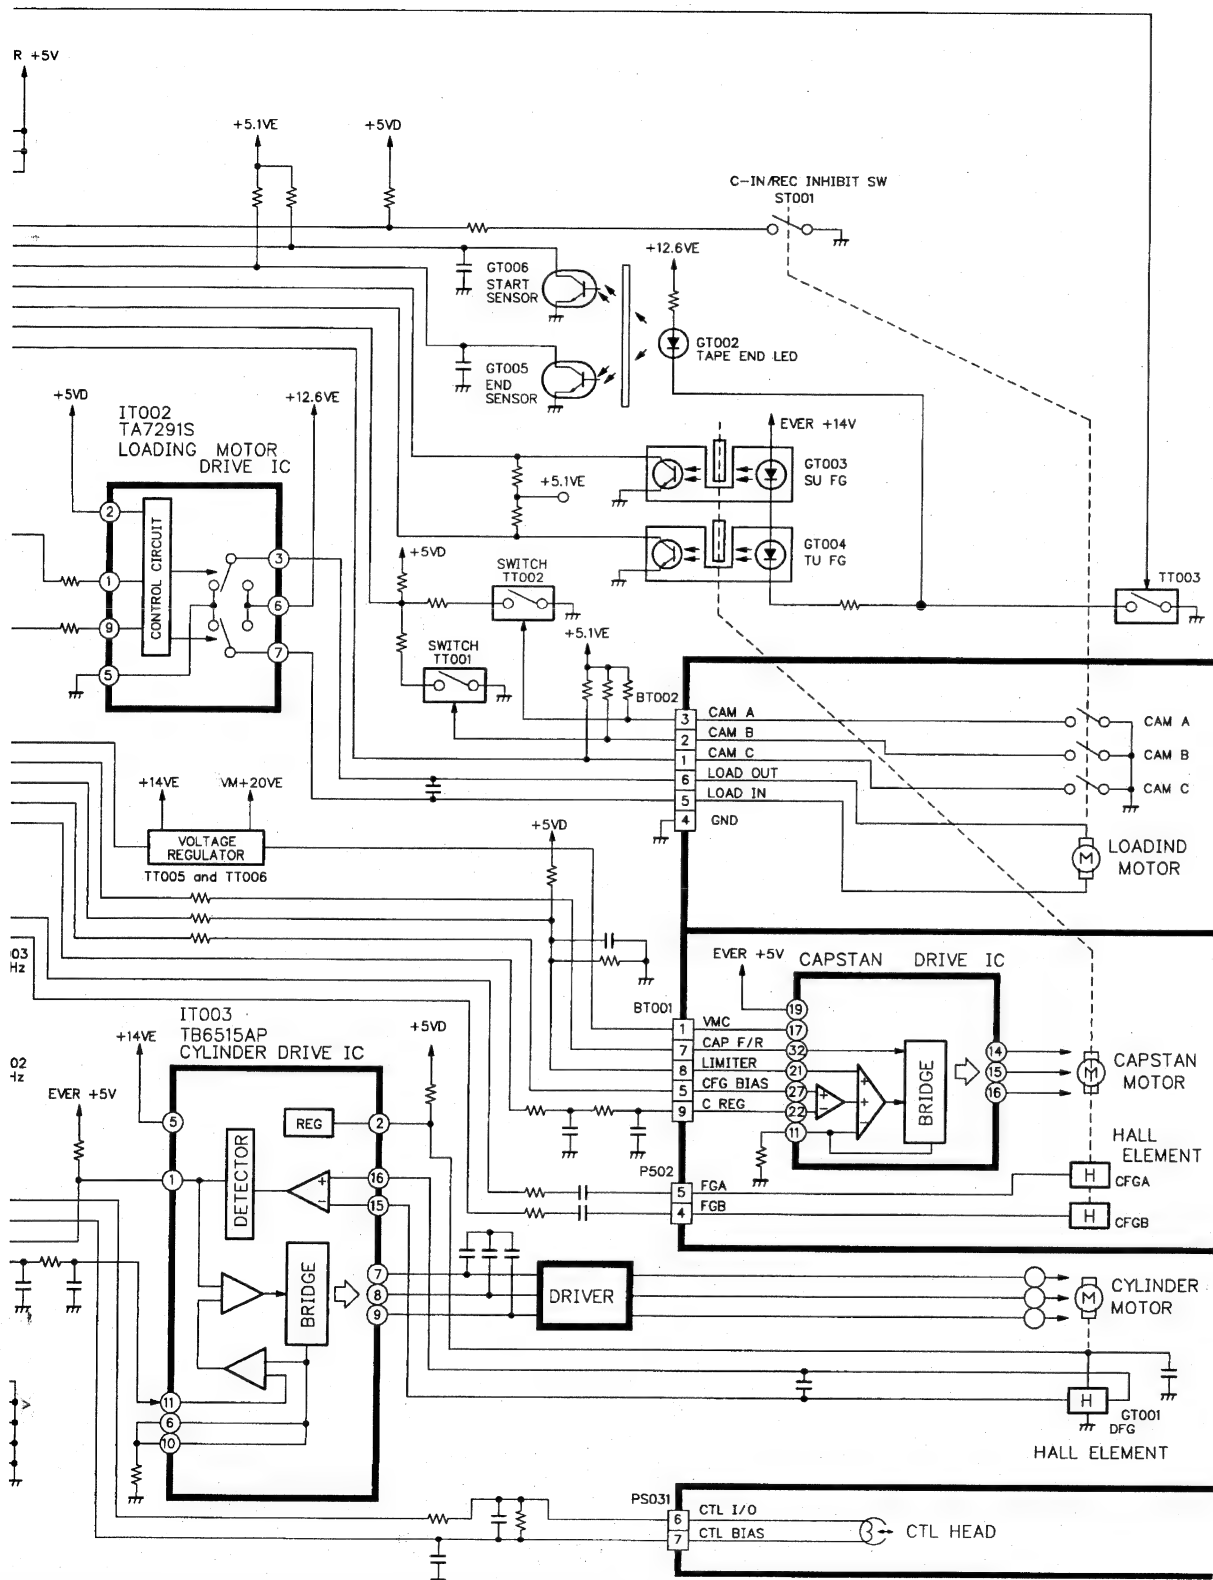 R +5V
+5.1VE
+5VD
C-IN/REC INHIBIT SW
ST001
+12.6VE
GT006
START
SENSOR
GT002
TAPE END LED
GT005
END
SENSOR
+5VD
+12.6VE
IT002
TA7291S
LOADING MOTOR
DRIVE IC
EVER +14V
GT003
SU FG
+5.1VE
2
CONTROL CIRCUIT
3
1
6
9
7
5
+5VD
GT004
TU FG
SWITCH
TT002
TT003
+5.1VE
SWITCH
TT001
BT002
3 CAM A
CAM A
2 CAM B
CAM B
1 CAM C
6 LOAD OUT
CAM C
5 LOAD IN
4 GND
+14VE
VM+20VE
+5VD
VOLTAGE
REGULATOR
TT005 and TT006
M
LOADIND
MOTOR
003
Hz
EVER +5V
CAPSTAN DRIVE IC
BT001
19
1 VMC 17
7 CAP F/R 32
8 LIMITER 21
5 CFG BIAS 27
9 C REG 22
11
+
+
−
+
−
BRIDGE
14
15
16
M
CAPSTAN
MOTOR
IT003
TB6515AP
CYLINDER DRIVE IC
+14VE
+5VD
02
Hz
EVER +5V
5
REG
2
HALL
ELEMENT
P502
5 FGA
H
CFGA
4 FGB
H
CFGB
1
DETECTOR
+
−
16
15
BRIDGE
7
8
9
DRIVER
M
CYLINDER
MOTOR
11
6
10
H
GT001
DFG
HALL ELEMENT
V
PS031
6 CTL I/O
7 CTL BIAS
CTL HEAD